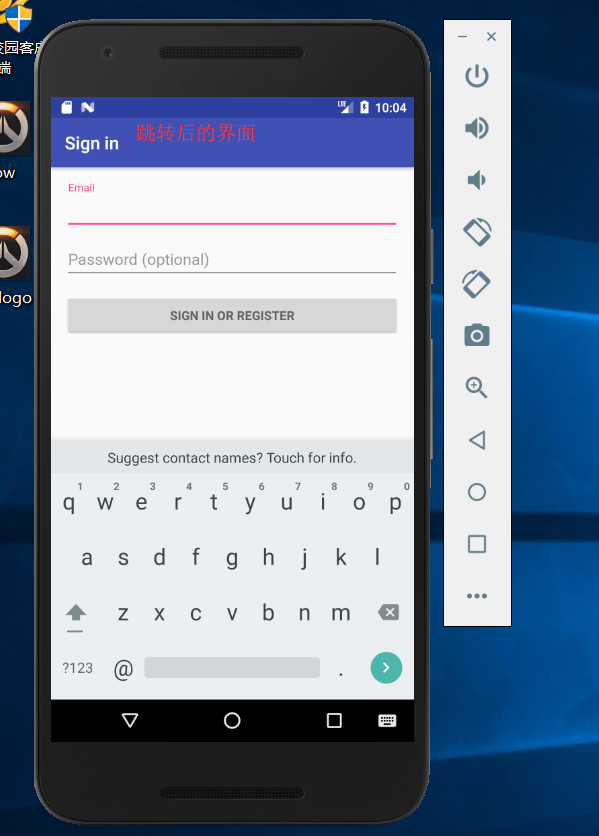 校园客户
端
ow
logo
LTE 10:04
Sign in
跳转后的界面
Email
Password (optional)
SIGN IN OR REGISTER
Suggest contact names? Touch for info.
1 2 3 4 5 6 7 8 9 0
q w e r t y u i o p
a s d f g h j k l
z x c v b n m
?123 @ .